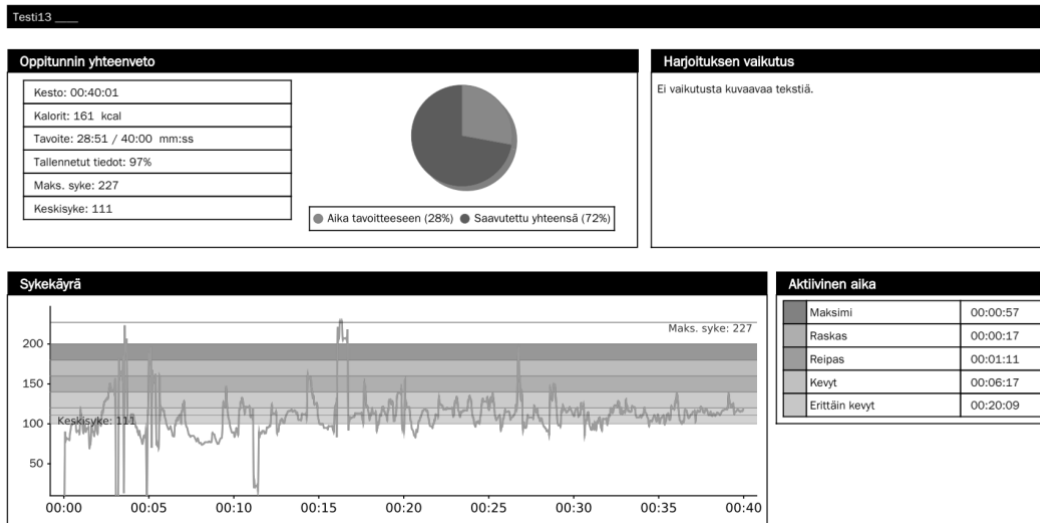 Testi13 ____
Oppitunnin yhteenveto
Kesto: 00:40:01
Kalorit: 161 kcal
Tavoite: 28:51 / 40:00 mm:ss
Tallennetut tiedot: 97%
Maks. syke: 227
Keskisyke: 111
Aika tavoitteeseen (28%) Saavutettu yhteensä (72%)
Harjoituksen vaikutus
Ei vaikutusta kuvaavaa tekstiä.
Sykekäyrä
Maks. syke: 227
200
150
100
50
Keskisyke: 111
00:00 00:05 00:10 00:15 00:20 00:25 00:30 00:35 00:40
Aktiivinen aika
Maksimi 00:00:57
Raskas 00:00:17
Reipas 00:01:11
Kevyt 00:06:17
Erittäin kevyt 00:20:09